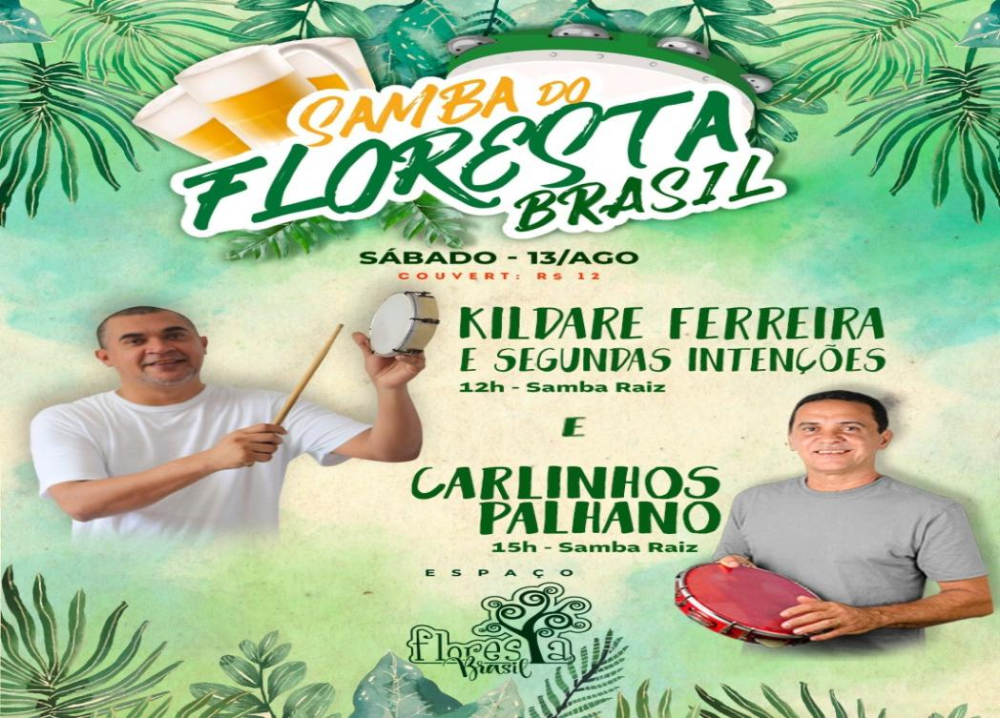 SAMBA DO
FLORESTA
BRASIL
SÁBADO - 13/AGO
COUVERT: RS 12
KILDARE FERREIRA
E SEGUNDAS INTENÇÕES
12h - Samba Raiz
E
CARLINHOS
PALHANO
15h - Samba Raiz
ESPAÇO
floresta
Brasil